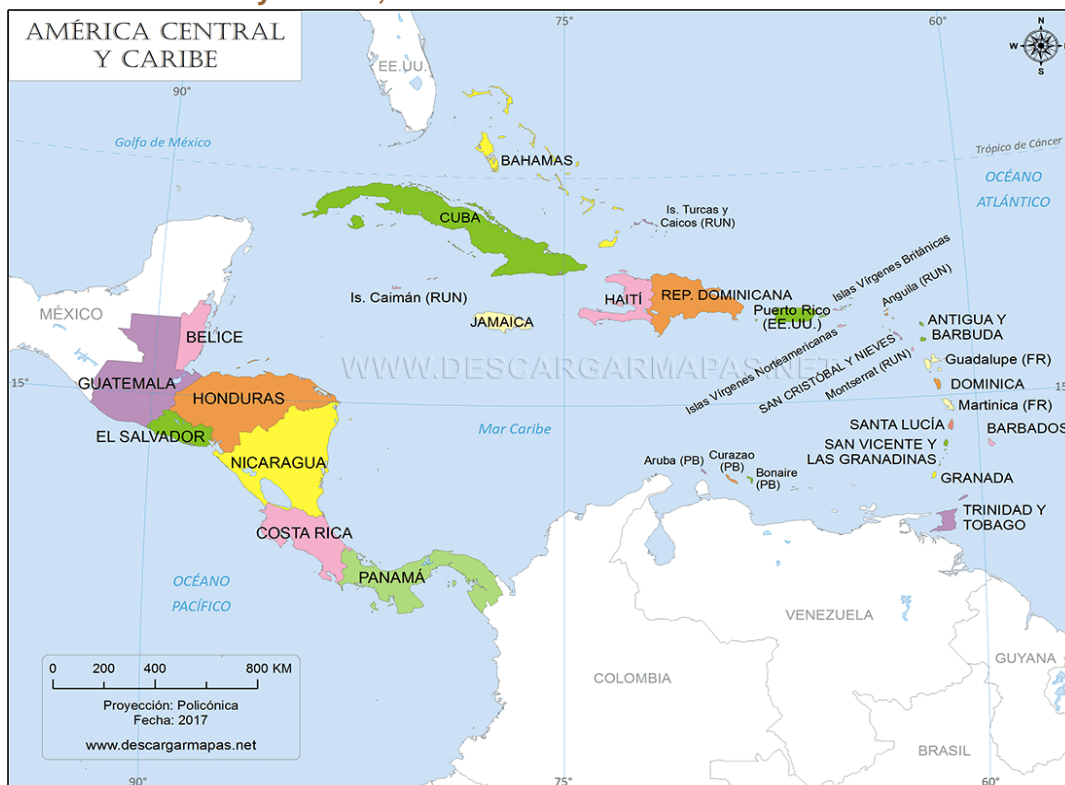 AMÉRICA CENTRAL
Y CARIBE
75°
60°
N
W
S
EE.UU.
90°
Golfo de México
Trópico de Cáncer
BAHAMAS
OCÉANO
ATLÁNTICO
CUBA
Is. Turcas y
Caicos (RUN)
Islas Vírgenes Británicas
Is. Caimán (RUN)
HAITÍ
REP. DOMINICANA
Anguila (RUN)
MÉXICO
JAMAICA
Puerto Rico
(EE.UU.)
ANTIGUA Y
BARBUDA
BELICE
Islas Vírgenes Norteamericanas
SAN CRISTÓBAL Y NIEVES
Montserrat (RUN)
WWW.DESCARGARMAPAS.NET
Guadalupe (FR)
15°
GUATEMALA
DOMINICA
15°
HONDURAS
Martinica (FR)
EL SALVADOR
Mar Caribe
SANTA LUCÍA
BARBADOS
SAN VICENTE Y
LAS GRANADINAS
NICARAGUA
Aruba (PB)
Curazao
(PB)
Bonaire
(PB)
GRANADA
TRINIDAD Y
TOBAGO
COSTA RICA
PANAMÁ
OCÉANO
PACÍFICO
VENEZUELA
GUYANA
COLOMBIA
BRASIL
0 200 400 800 KM
Proyección: Policónica
Fecha: 2017
www.descargarmapas.net
90°
75°
60°